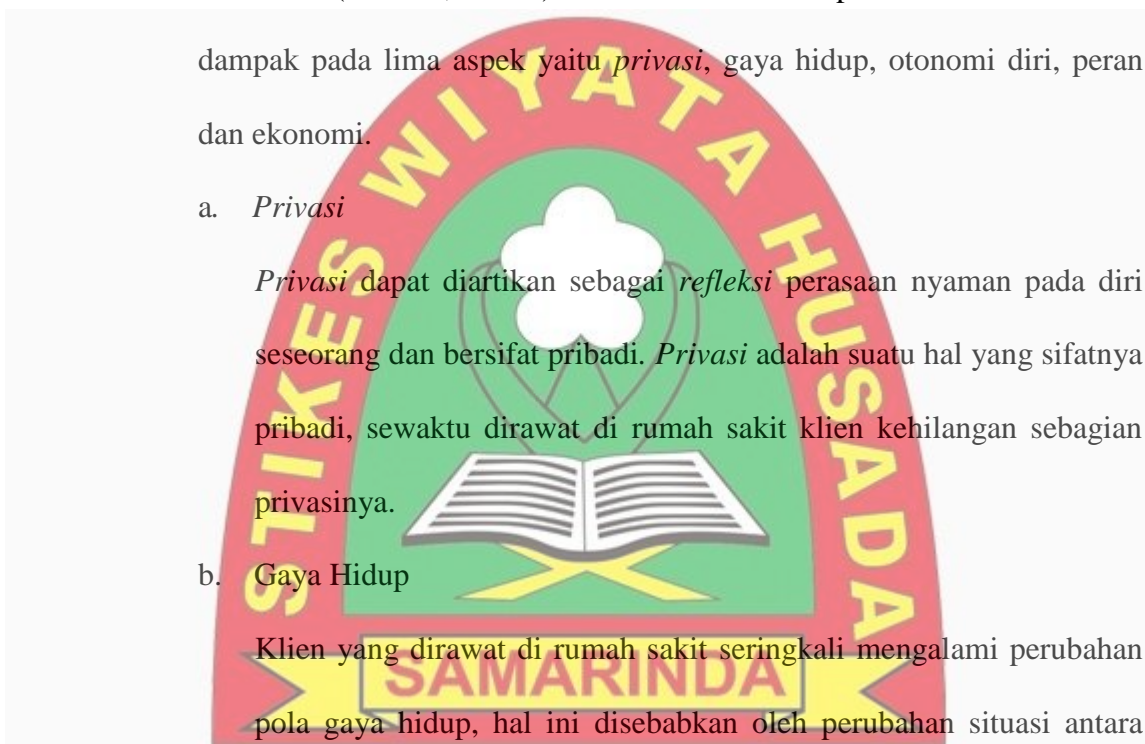 dampak pada lima aspek yaitu privasi, gaya hidup, otonomi diri, peran
dan ekonomi.
a. Privasi
Privasi dapat diartikan sebagai refleksi perasaan nyaman pada diri
seseorang dan bersifat pribadi. Privasi adalah suatu hal yang sifatnya
pribadi, sewaktu dirawat di rumah sakit klien kehilangan sebagian
privasinya.
b. Gaya Hidup
Klien yang dirawat di rumah sakit seringkali mengalami perubahan
pola gaya hidup, hal ini disebabkan oleh perubahan situasi antara
STIKES WIYATA HUSADA
SAMARINDA